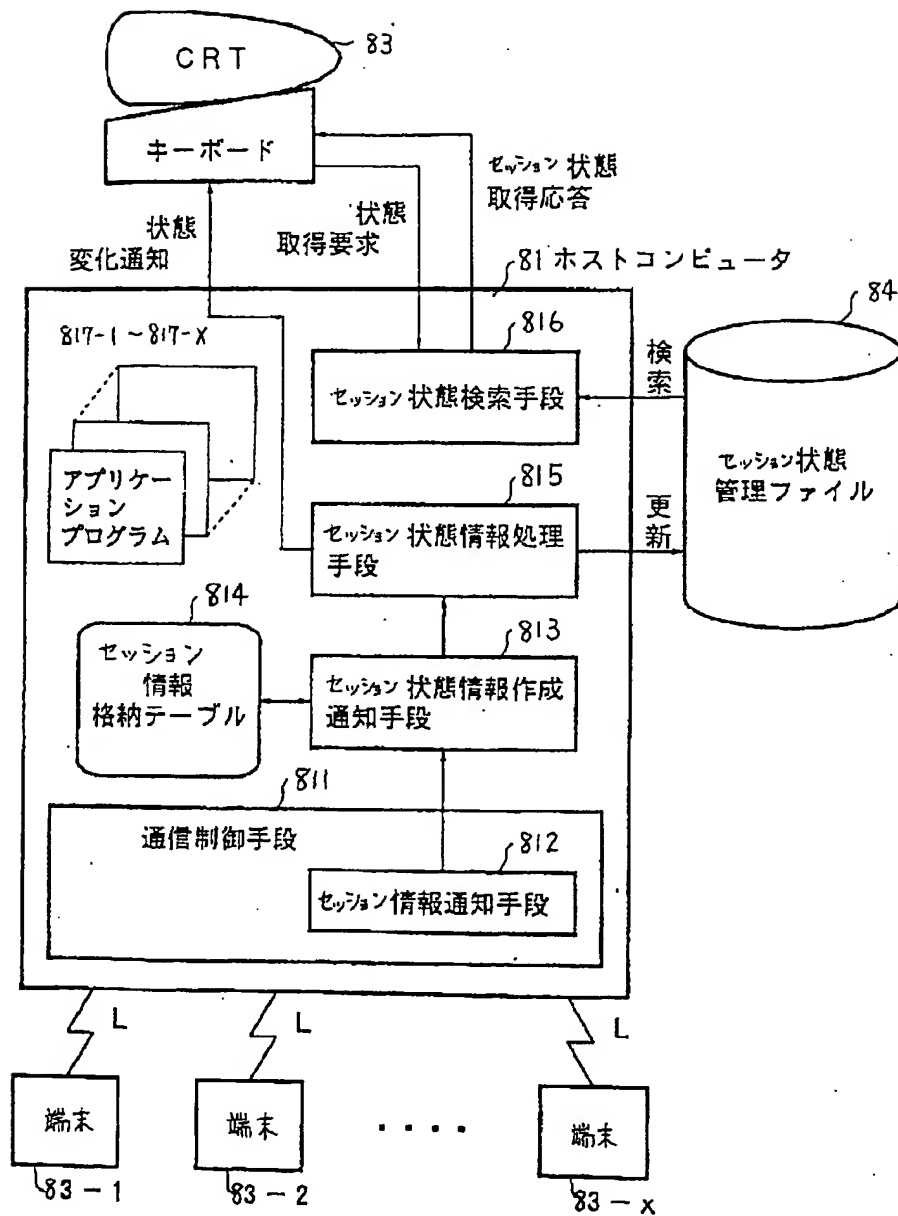 CRT
83
キーボード
セッション状態
取得応答
状態
取得要求
状態
変化通知
81 ホストコンピュータ
84
817-1~817-X
816
検索
セッション 状態検索手段
セッション状態
管理ファイル
アプリケー
ション
プログラム
815
セッション 状態情報処理
手段
更新
814
セッション
情報
格納テーブル
813
セッション 状態情報作成
通知手段
811
通信制御手段
812
セッション情報通知手段
L
L
L
端末
端末
・・・・
端末
83-1
83-2
83-x